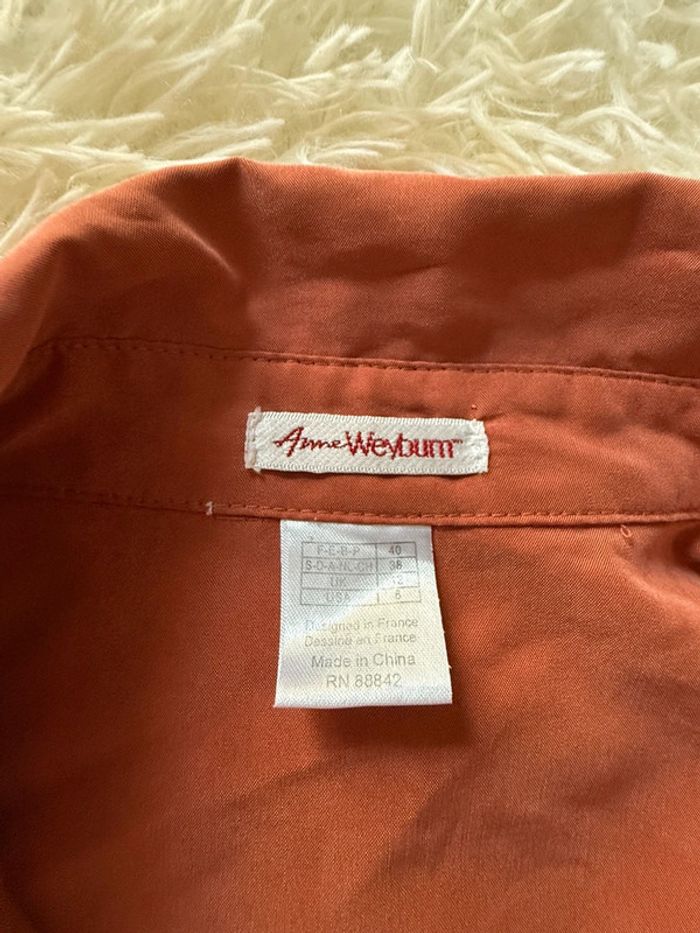 Anne Weyburn
F-E-B-P 40
S-D-A-NL-CH 38
UK 12
USA 8
Designed in France
Dessiné en France
Made in China
RN 88842